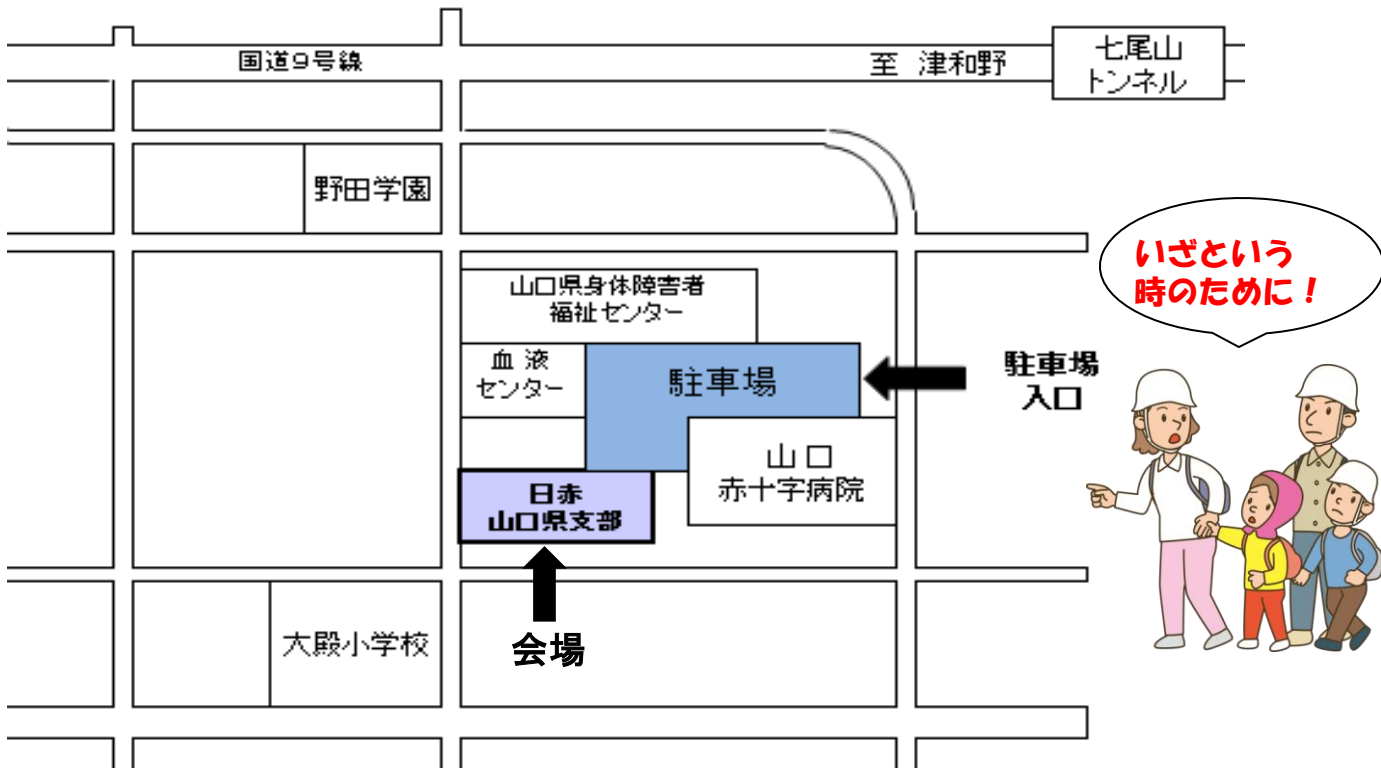 国道9号線
至 津和野
七尾山
トンネル
野田学園
いざという
時のために！
山口県身体障害者
福祉センター
血 液
センター
駐車場
駐車場
入口
山 口
赤十字病院
日赤
山口県支部
大殿小学校
会場